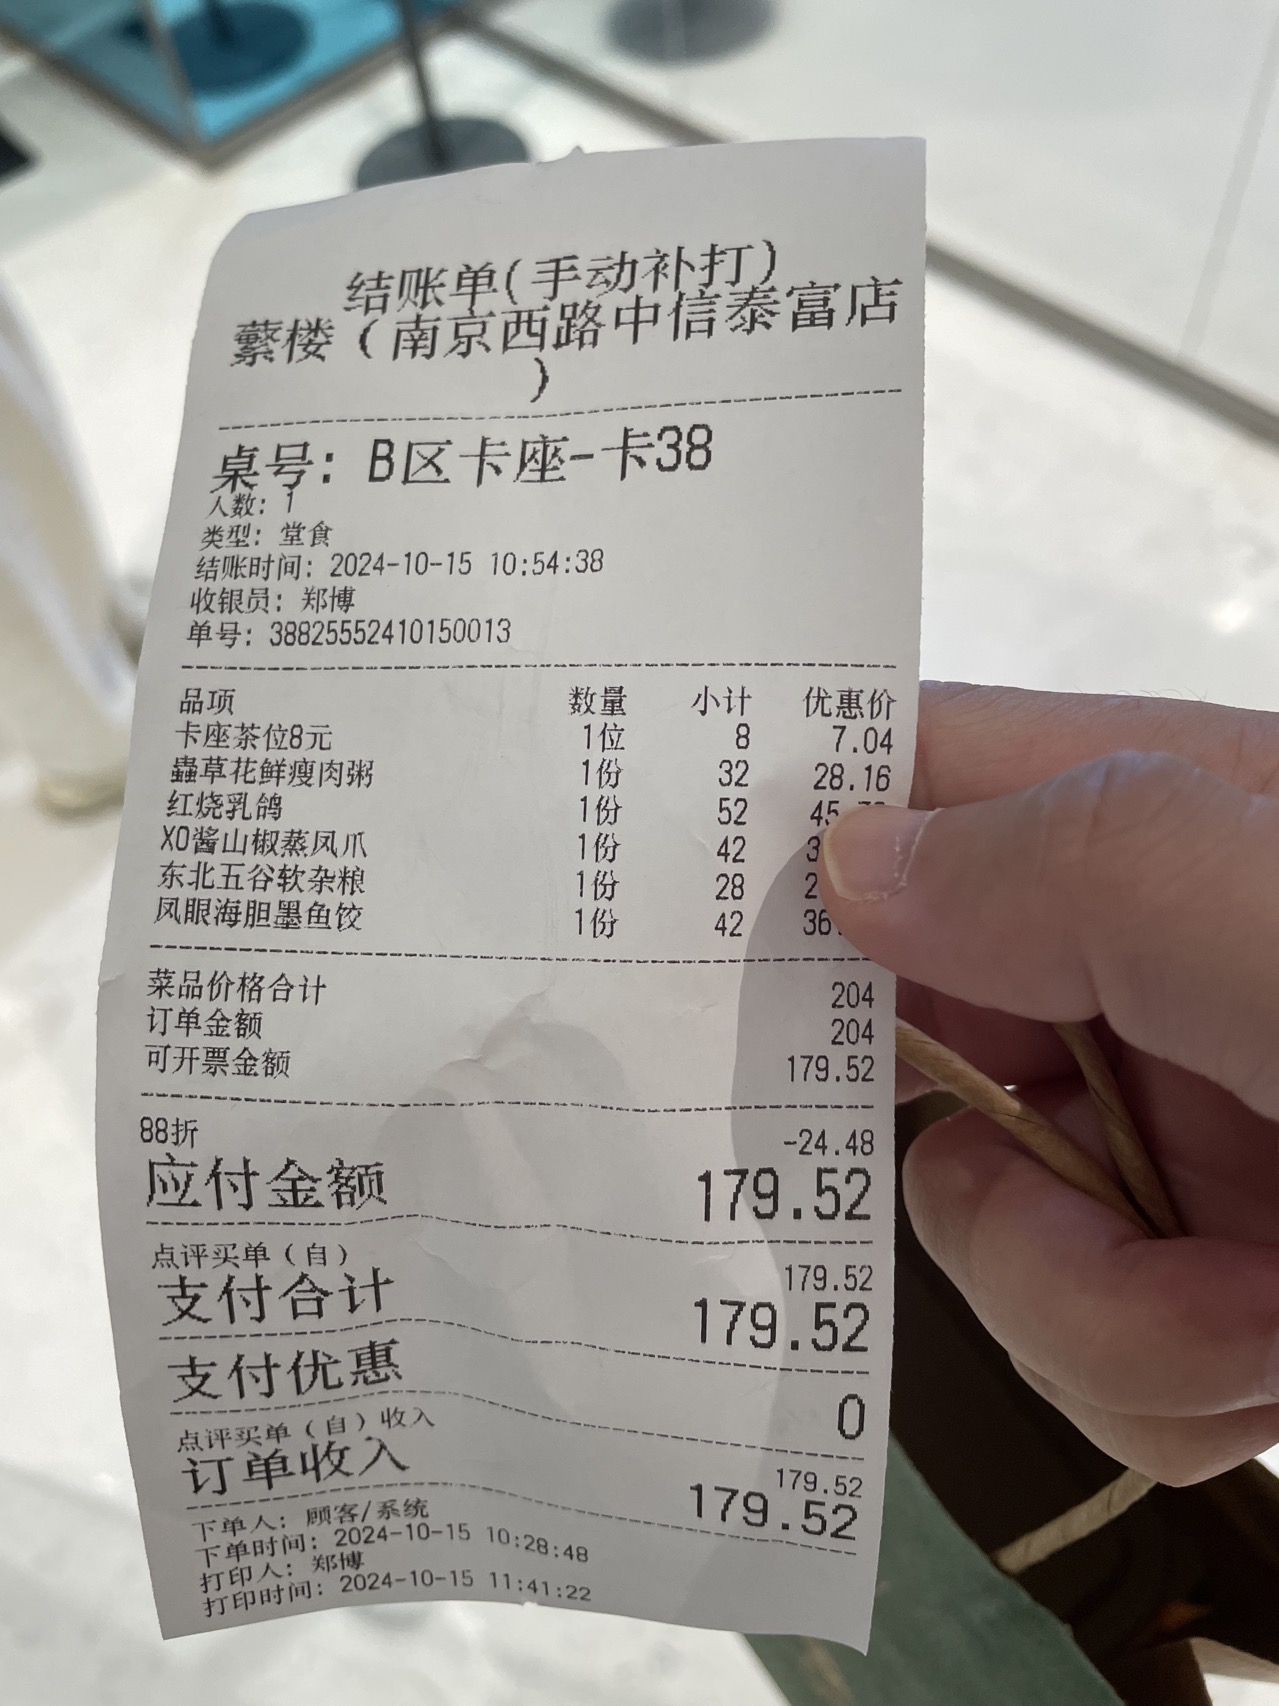 结账单(手动补打)
蘩楼(南京西路中信泰富店
)
桌号: B区卡座-卡38
人数: 1
类型: 堂食
结账时间: 2024-10-15 10:54:38
收银员: 郑博
单号: 38825552410150013
品项 数量 小计 优惠价
卡座茶位8元 1位 8 7.04
蟲草花鲜瘦肉粥 1份 32 28.16
红烧乳鸽 1份 52 45
XO酱山椒蒸凤爪 1份 42 3
东北五谷软杂粮 1份 28 2
凤眼海胆墨鱼饺 1份 42 36.
菜品价格合计 204
订单金额 204
可开票金额 179.52
88折 -24.48
应付金额 179.52
点评买单(自) 179.52
支付合计 179.52
支付优惠 0
点评买单(自)收入 179.52
订单收入 179.52
下单人: 顾客/系统
下单时间: 2024-10-15 10:28:48
打印人: 郑博
打印时间: 2024-10-15 11:41:22